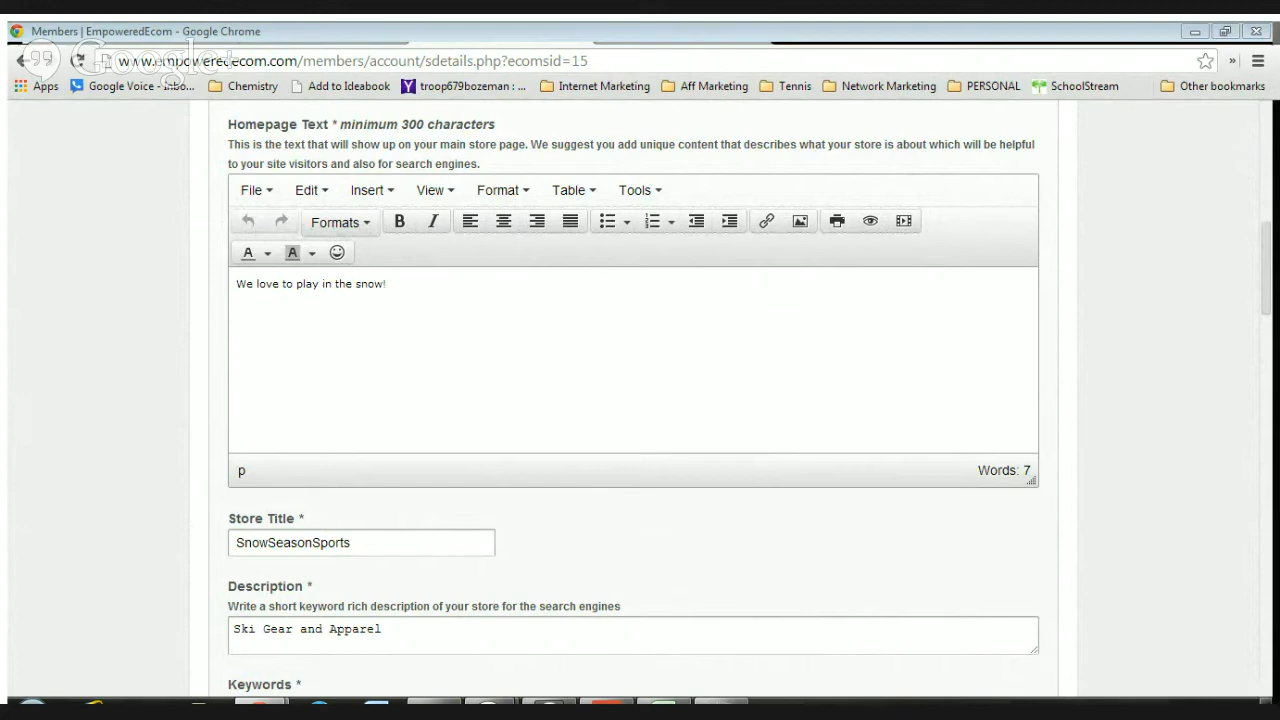 Members | EmpoweredEcom - Google Chrome
Google+
www.empoweredecom.com/members/account/sdetails.php?ecomsid=15
Apps Google Voice - Inbo... Chemistry Add to Ideabook troop679bozeman : ... Internet Marketing Aff Marketing Tennis Network Marketing PERSONAL SchoolStream » Other bookmarks
Homepage Text * minimum 300 characters
This is the text that will show up on your main store page. We suggest you add unique content that describes what your store is about which will be helpful
to your site visitors and also for search engines.
File Edit Insert View Format Table Tools
Formats B I
A A
We love to play in the snow!
p Words: 7
Store Title *
SnowSeasonSports
Description *
Write a short keyword rich description of your store for the search engines
Ski Gear and Apparel
Keywords *